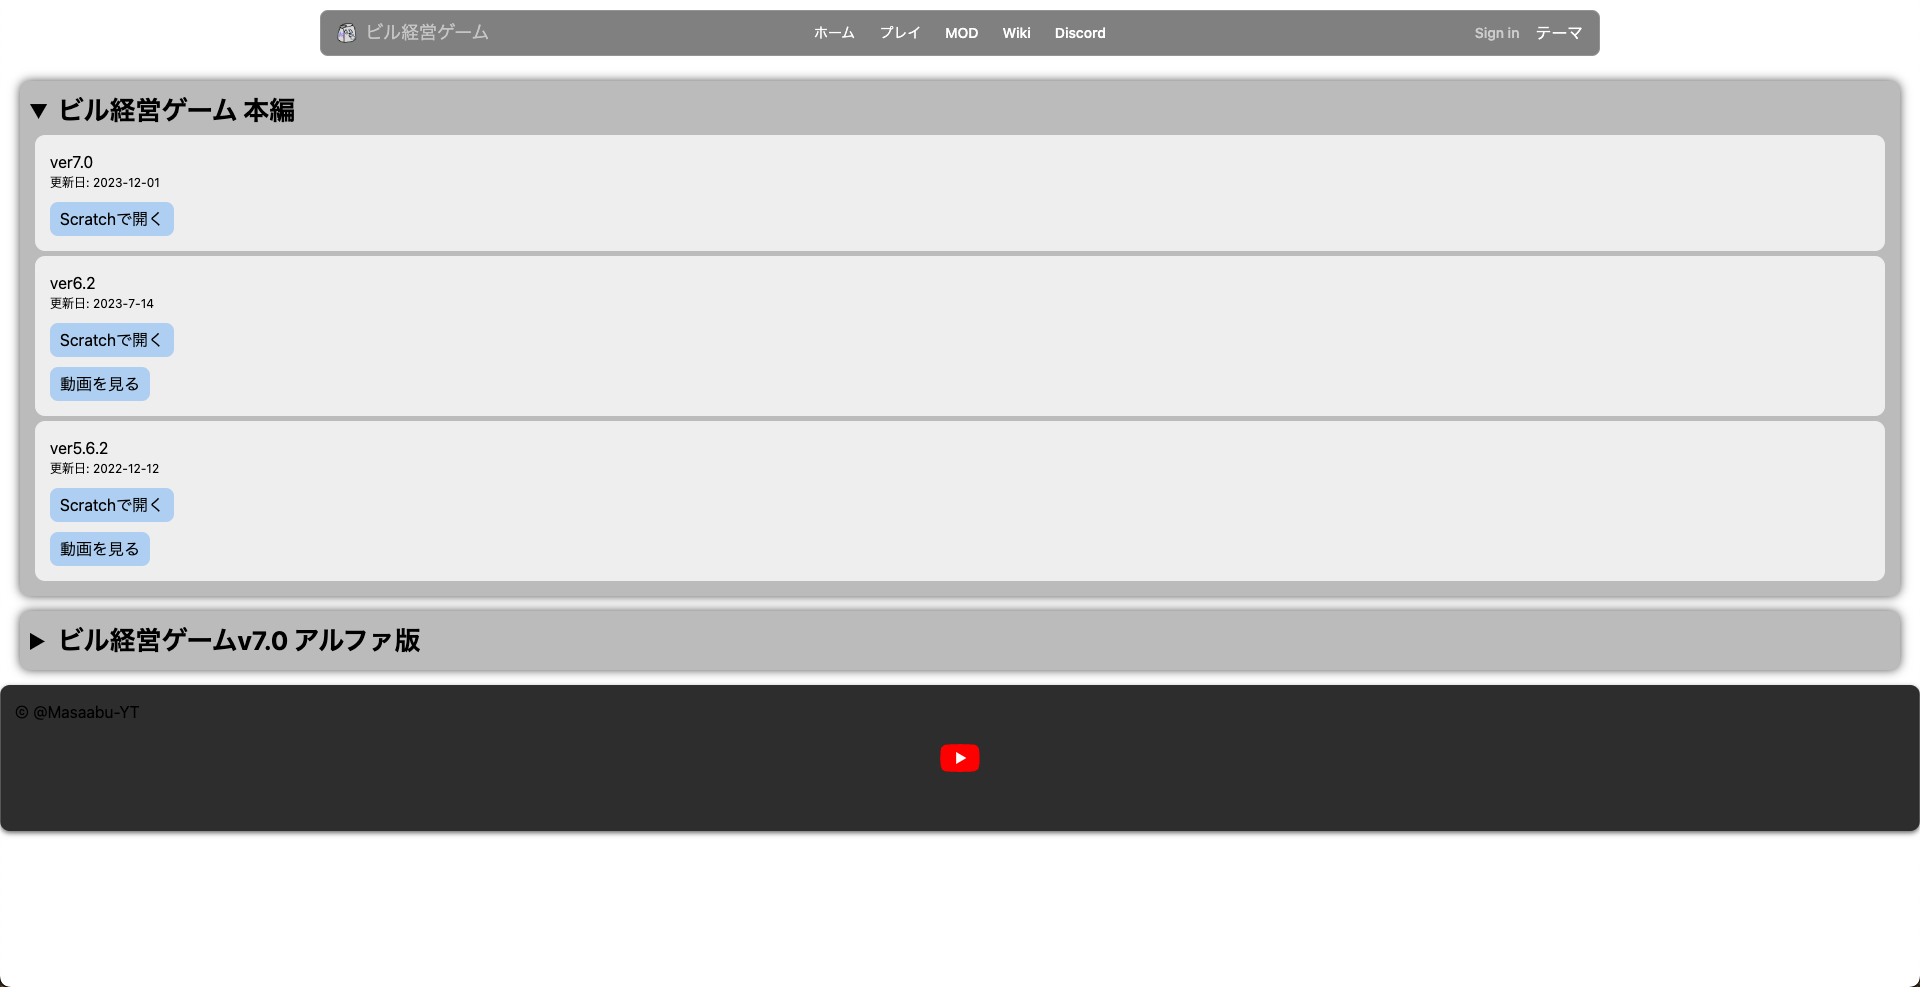 ビル経営ゲーム
ホーム プレイ MOD Wiki Discord
Sign in テーマ
ビル経営ゲーム 本編
ver7.0
更新日: 2023-12-01
Scratchで開く
ver6.2
更新日: 2023-7-14
Scratchで開く
動画を見る
ver5.6.2
更新日: 2022-12-12
Scratchで開く
動画を見る
ビル経営ゲームv7.0 アルファ版
© @Masaabu-YT